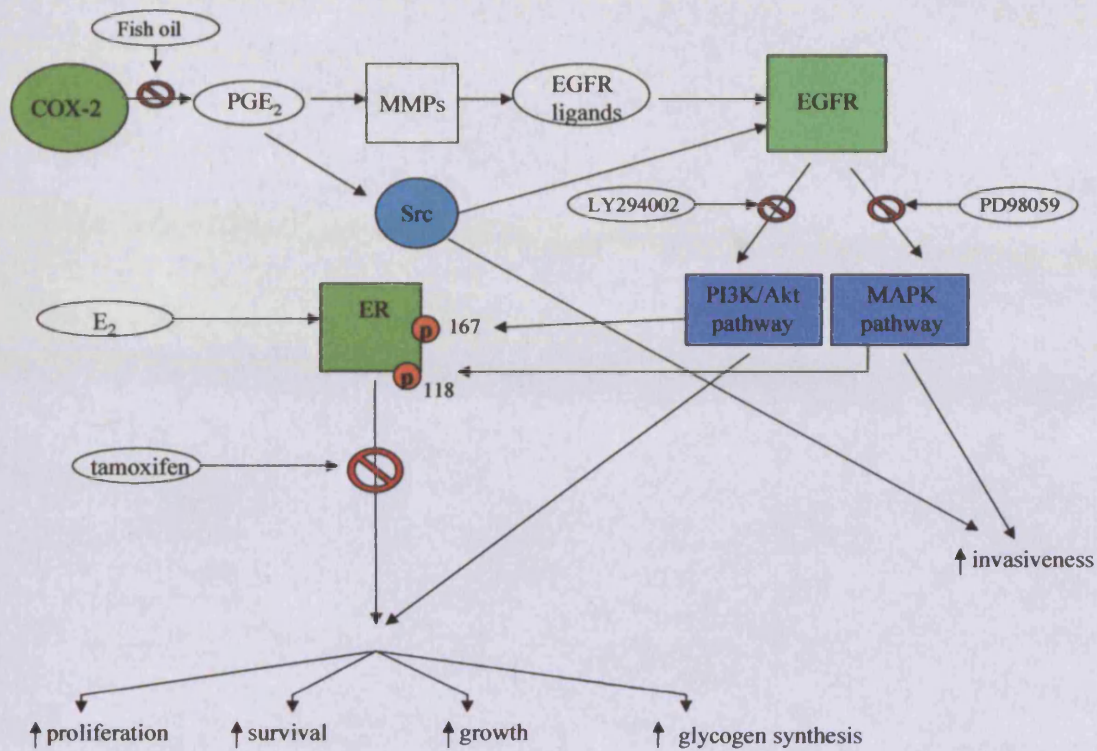 Fish oil
COX-2
PGE2
MMPs
EGFR
ligands
EGFR
Src
LY294002
PD98059
PI3K/Akt
pathway
MAPK
pathway
E2
ER
p
167
p
118
tamoxifen
↑ invasiveness
↑ proliferation
↑ survival
↑ growth
↑ glycogen synthesis